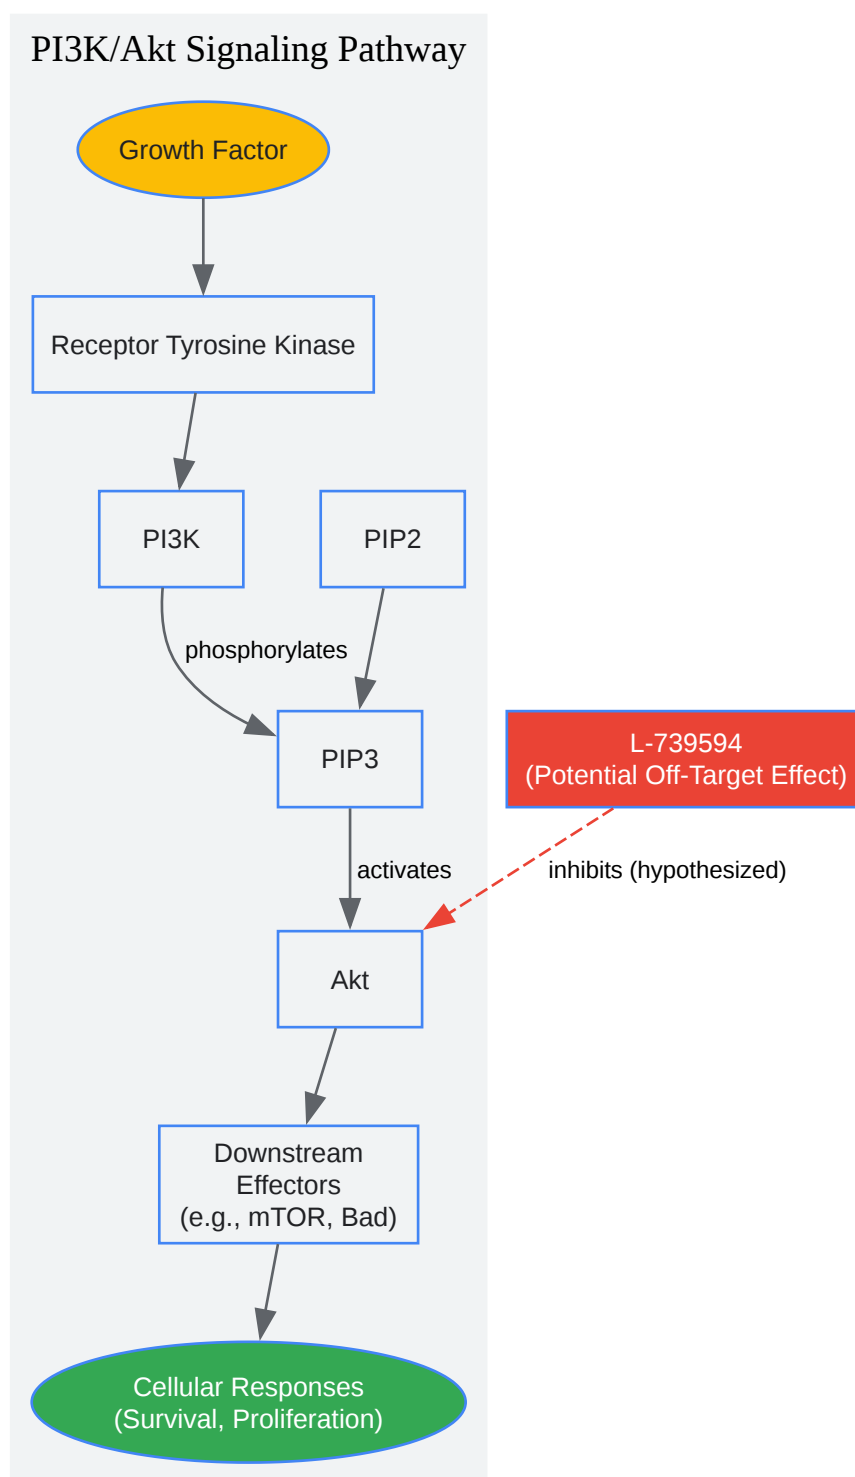 PI3K/Akt Signaling Pathway
Growth Factor
Receptor Tyrosine Kinase
PI3K
PIP2
phosphorylates
PIP3
L-739594
(Potential Off-Target Effect)
activates
inhibits (hypothesized)
Akt
Downstream
Effectors
(e.g., mTOR, Bad)
Cellular Responses
(Survival, Proliferation)